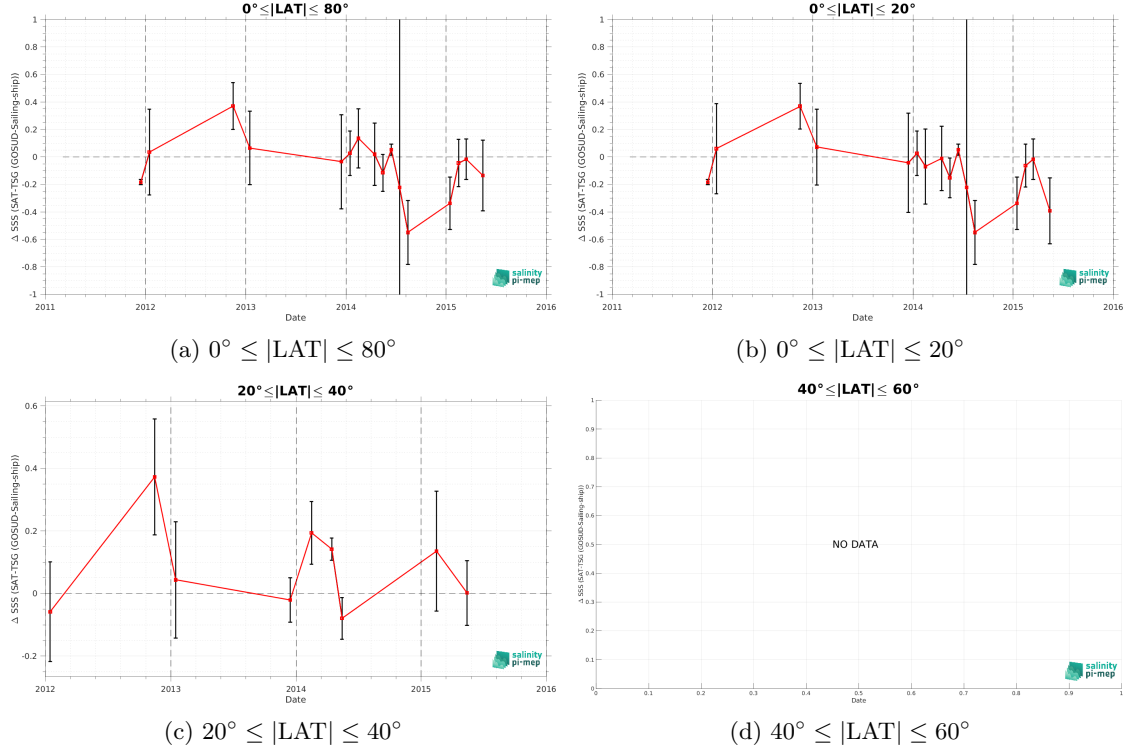 0°≤|LAT|≤ 80°
Δ SSS (SAT-TSG (GOSUD-Sailing-ship))
1
0.8
0.6
0.4
0.2
0
-0.2
-0.4
-0.6
-0.8
-1
2011
2012
2013
2014
2015
2016
Date
salinity
pi-mep
(a) 0° ≤ |LAT| ≤ 80°
0°≤|LAT|≤ 20°
Δ SSS (SAT-TSG (GOSUD-Sailing-ship))
1
0.8
0.6
0.4
0.2
0
-0.2
-0.4
-0.6
-0.8
-1
2011
2012
2013
2014
2015
2016
Date
salinity
pi-mep
(b) 0° ≤ |LAT| ≤ 20°
20°≤|LAT|≤ 40°
Δ SSS (SAT-TSG (GOSUD-Sailing-ship))
0.6
0.4
0.2
0
-0.2
2012
2013
2014
2015
2016
Date
salinity
pi-mep
(c) 20° ≤ |LAT| ≤ 40°
40°≤|LAT|≤ 60°
Δ SSS (SAT-TSG (GOSUD-Sailing-ship))
1
0.9
0.8
0.7
0.6
0.5
0.4
0.3
0.2
0.1
0
NO DATA
0
0.1
0.2
0.3
0.4
0.5
0.6
0.7
0.8
0.9
1
Date
salinity
pi-mep
(d) 40° ≤ |LAT| ≤ 60°